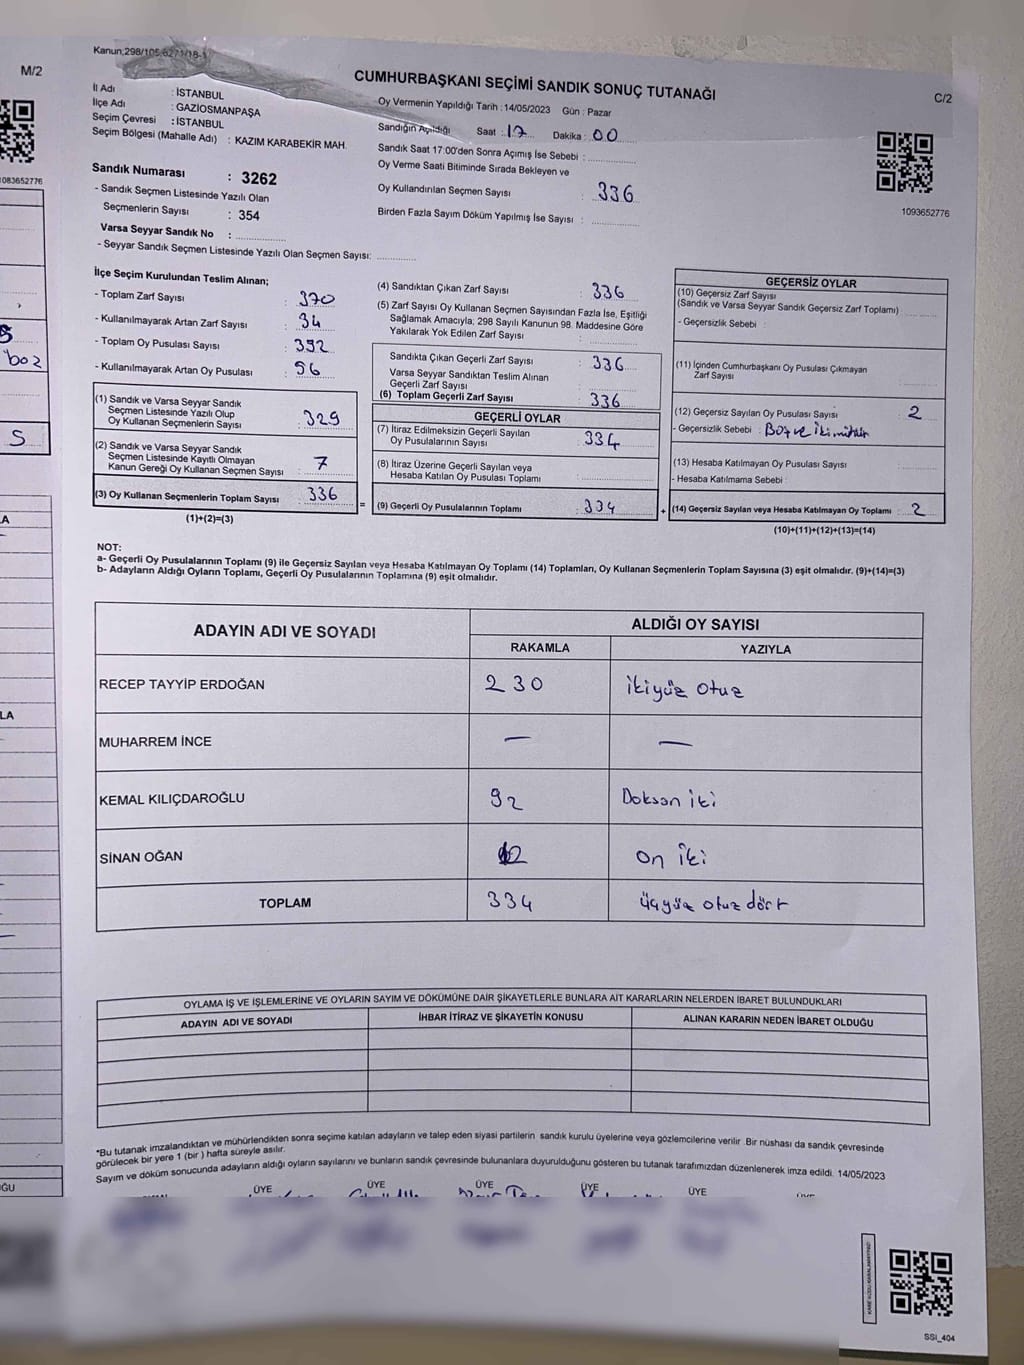 Kanun;298/105,6271/18-1
M/2
1083652776
CUMHURBAŞKANI SEÇİMİ SANDIK SONUÇ TUTANAĞI
C/2
İl Adı : İSTANBUL
İlçe Adı : GAZİOSMANPAŞA
Seçim Çevresi : İSTANBUL
Seçim Bölgesi (Mahalle Adı) : KAZIM KARABEKİR MAH.
Sandık Numarası : 3262
- Sandık Seçmen Listesinde Yazılı Olan
Seçmenlerin Sayısı : 354
Varsa Seyyar Sandık No :
- Seyyar Sandık Seçmen Listesinde Yazılı Olan Seçmen Sayısı:
Oy Vermenin Yapıldığı Tarih : 14/05/2023 Gün : Pazar
Sandığın Açıldığı Saat : 17 Dakika : 00
Sandık Saat 17:00'den Sonra Açımış İse Sebebi :
Oy Verme Saati Bitiminde Sırada Bekleyen ve
Oy Kullandırılan Seçmen Sayısı : 336
Birden Fazla Sayım Döküm Yapılmış İse Sayısı :
1093652776
İlçe Seçim Kurulundan Teslim Alınan;
- Toplam Zarf Sayısı : 370
- Kullanılmayarak Artan Zarf Sayısı : 34
- Toplam Oy Pusulası Sayısı : 392
- Kullanılmayarak Artan Oy Pusulası : 56
(1) Sandık ve Varsa Seyyar Sandık
Seçmen Listesinde Yazılı Olup
Oy Kullanan Seçmenlerin Sayısı : 329
(2) Sandık ve Varsa Seyyar Sandık
Seçmen Listesinde Kayıtlı Olmayan
Kanun Gereği Oy Kullanan Seçmen Sayısı : 7
(3) Oy Kullanan Seçmenlerin Toplam Sayısı : 336
(1)+(2)=(3)
(4) Sandıktan Çıkan Zarf Sayısı : 336
(5) Zarf Sayısı Oy Kullanan Seçmen Sayısından Fazla İse, Eşitliği
Sağlamak Amacıyla; 298 Sayılı Kanunun 98. Maddesine Göre
Yakılarak Yok Edilen Zarf Sayısı :
Sandıkta Çıkan Geçerli Zarf Sayısı : 336
Varsa Seyyar Sandıktan Teslim Alınan
Geçerli Zarf Sayısı :
(6) Toplam Geçerli Zarf Sayısı : 336
=
GEÇERLİ OYLAR
(7) İtiraz Edilmeksizin Geçerli Sayılan
Oy Pusulalarının Sayısı : 334
(8) İtiraz Üzerine Geçerli Sayılan veya
Hesaba Katılan Oy Pusulaları Toplamı :
(9) Geçerli Oy Pusulalarının Toplamı : 334
+
GEÇERSİZ OYLAR
(10) Geçersiz Zarf Sayısı
(Sandık ve Varsa Seyyar Sandık Geçersiz Zarf Toplamı) :
- Geçersizlik Sebebi :
(11) İçinden Cumhurbaşkanı Oy Pusulası Çıkmayan
Zarf Sayısı :
(12) Geçersiz Sayılan Oy Pusulası Sayısı : 2
- Geçersizlik Sebebi : Boş ve iki mühür
(13) Hesaba Katılmayan Oy Pusulası Sayısı :
- Hesaba Katılmama Sebebi :
(14) Geçersiz Sayılan veya Hesaba Katılmayan Oy Toplamı : 2
(10)+(11)+(12)+(13)=(14)
NOT:
a- Geçerli Oy Pusulalarının Toplamı (9) ile Geçersiz Sayılan veya Hesaba Katılmayan Oy Toplamı (14) Toplamları, Oy Kullanan Seçmenlerin Toplam Sayısına (3) eşit olmalıdır. (9)+(14)=(3)
b- Adayların Aldığı Oyların Toplamı, Geçerli Oy Pusulalarının Toplamına (9) eşit olmalıdır.
ADAYIN ADI VE SOYADI
ALDIĞI OY SAYISI
RAKAMLA YAZIYLA
RECEP TAYYİP ERDOĞAN 230 ikiyüz otuz
MUHARREM İNCE — —
KEMAL KILIÇDAROĞLU 92 Doksan iki
SİNAN OĞAN 12 on iki
TOPLAM 334 üçyüz otuz dört
OYLAMA İŞ VE İŞLEMLERİNE VE OYLARIN SAYIM VE DÖKÜMÜNE DAİR ŞİKAYETLERLE BUNLARA AİT KARARLARIN NELERDEN İBARET BULUNDUKLARI
ADAYIN ADI VE SOYADI İHBAR İTİRAZ VE ŞİKAYETİN KONUSU ALINAN KARARIN NEDEN İBARET OLDUĞU
*Bu tutanak imzalandıktan ve mühürlendikten sonra seçime katılan adayların ve talep eden siyasi partilerin sandık kurulu üyelerine veya gözlemcilerine verilir .Bir nüshası da sandık çevresinde
görülecek bir yere 1 (bir ) hafta süreyle asılır.
Sayım ve döküm sonucunda adayların aldığı oyların sayılarını ve bunların sandık çevresinde bulunanlara duyurulduğunu gösteren bu tutanak tarafımızdan düzenlenerek imza edildi. 14/05/2023
ÜYE ÜYE ÜYE ÜYE ÜYE
SSİ_404